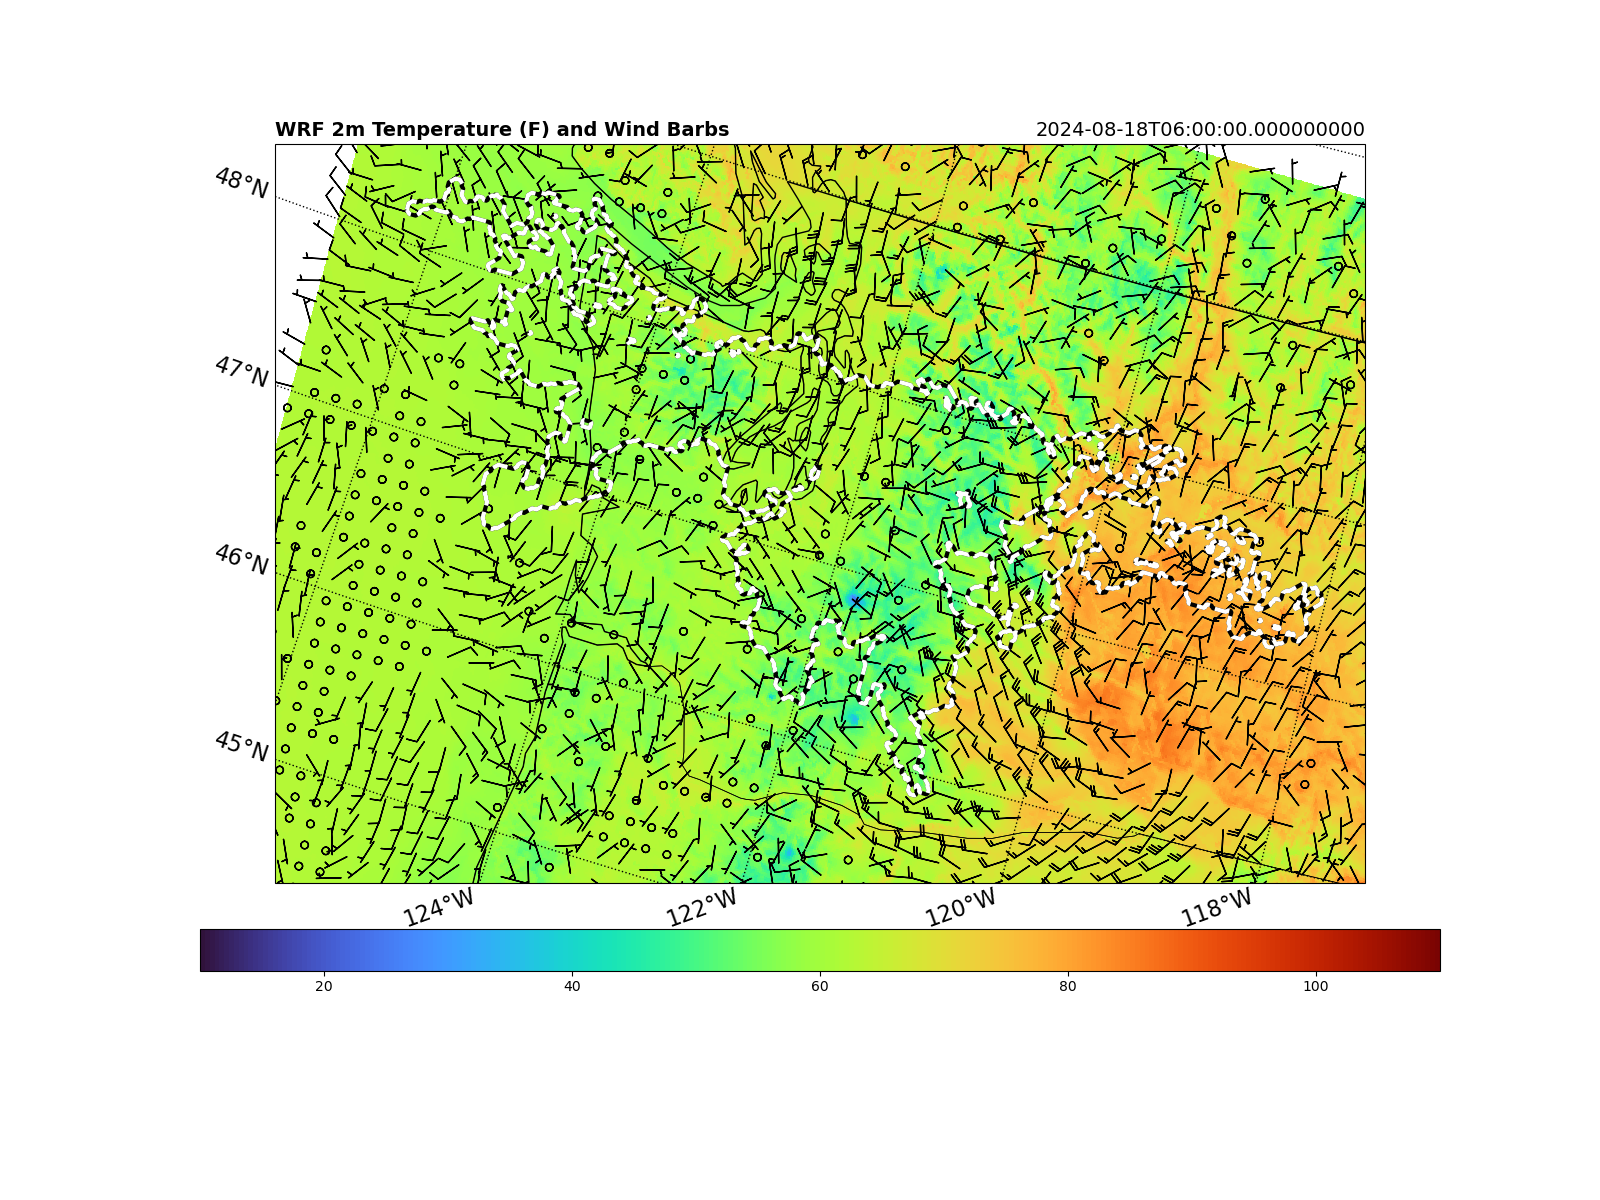 WRF 2m Temperature (F) and Wind Barbs
2024-08-18T06:00:00.000000000
48°N
47°N
46°N
45°N
124°W
122°W
120°W
118°W
20
40
60
80
100